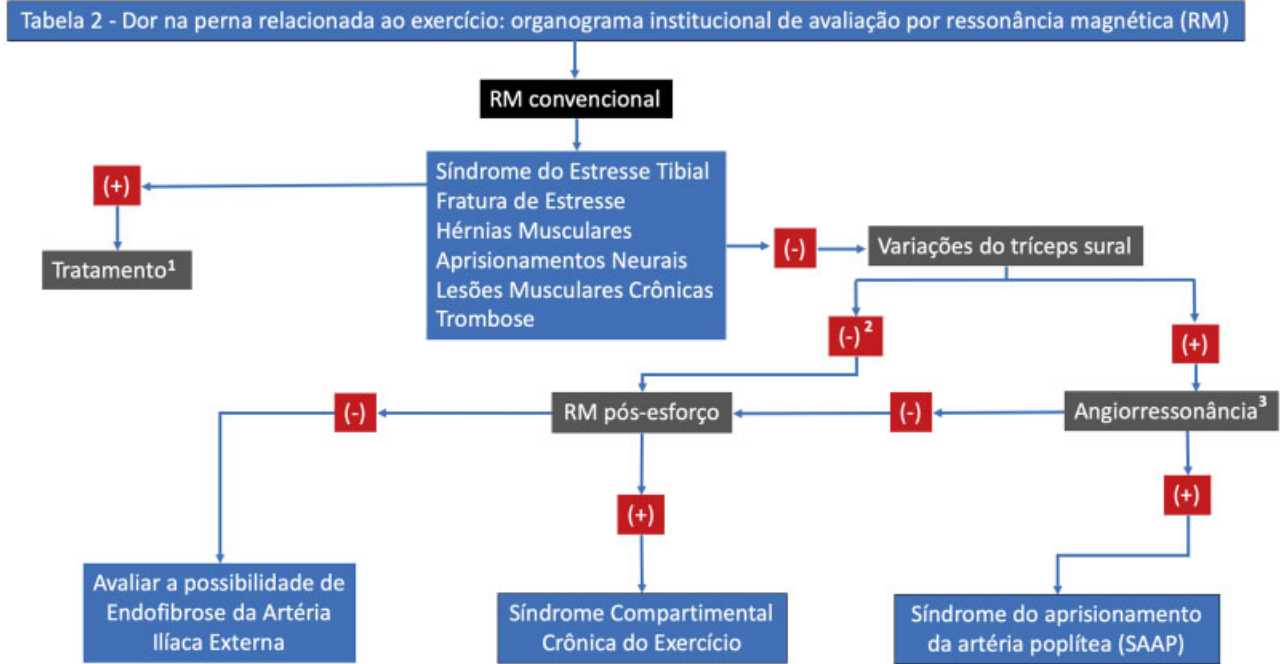 Tabela 2 - Dor na perna relacionada ao exercício: organograma institucional de avaliação por ressonância magnética (RM)
RM convencional
Síndrome do Estresse Tibial
Fratura de Estresse
Hérnias Musculares
Aprisionamentos Neurais
Lesões Musculares Crônicas
Trombose
(+)
Tratamento¹
(-)
Variações do tríceps sural
(-)²
(+)
(-)
RM pós-esforço
(-)
Angiorressonância³
(+)
(+)
Avaliar a possibilidade de
Endofibrose da Artéria
Ilíaca Externa
Síndrome Compartimental
Crônica do Exercício
Síndrome do aprisionamento
da artéria poplítea (SAAP)